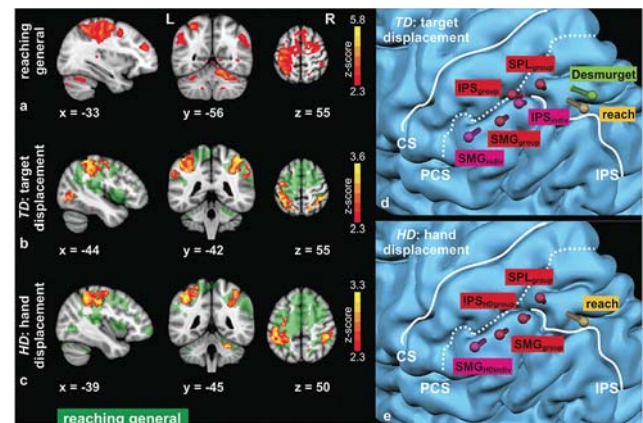 reaching general
L
R
5.8
z-score
2.3
a
x = -33
y = -56
z = 55
TD: target displacement
3.6
z-score
2.3
b
x = -44
y = -42
z = 55
HD: hand displacement
3.3
z-score
2.3
c
x = -39
y = -45
z = 50
reaching general
TD: target
displacement
SPLgroup
Desmurget
IPSgroup
IPSindiv
reach
SMGgroup
SMGindiv
CS
PCS
IPS
d
HD: hand
displacement
SPLgroup
IPSHDgroup
reach
SMGgroup
SMGHDindiv
CS
PCS
IPS
e